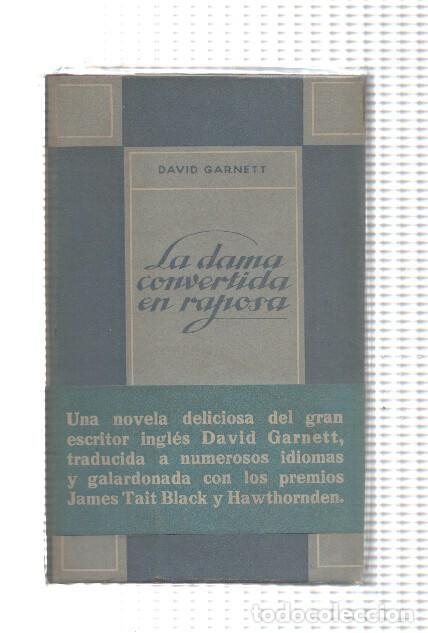 DAVID GARNETT
La dama
convertida
en raposa
Una novela deliciosa del gran
escritor inglés David Garnett,
traducida a numerosos idiomas
y galardonada con los premios
James Tait Black y Hawthornden.
todocoleccion